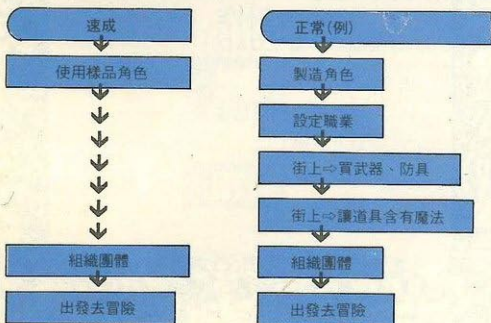 速成
使用樣品角色
組織團體
出發去冒險
正常(例)
製造角色
設定職業
街上⇨買武器、防具
街上⇨讓道具含有魔法
組織團體
出發去冒險